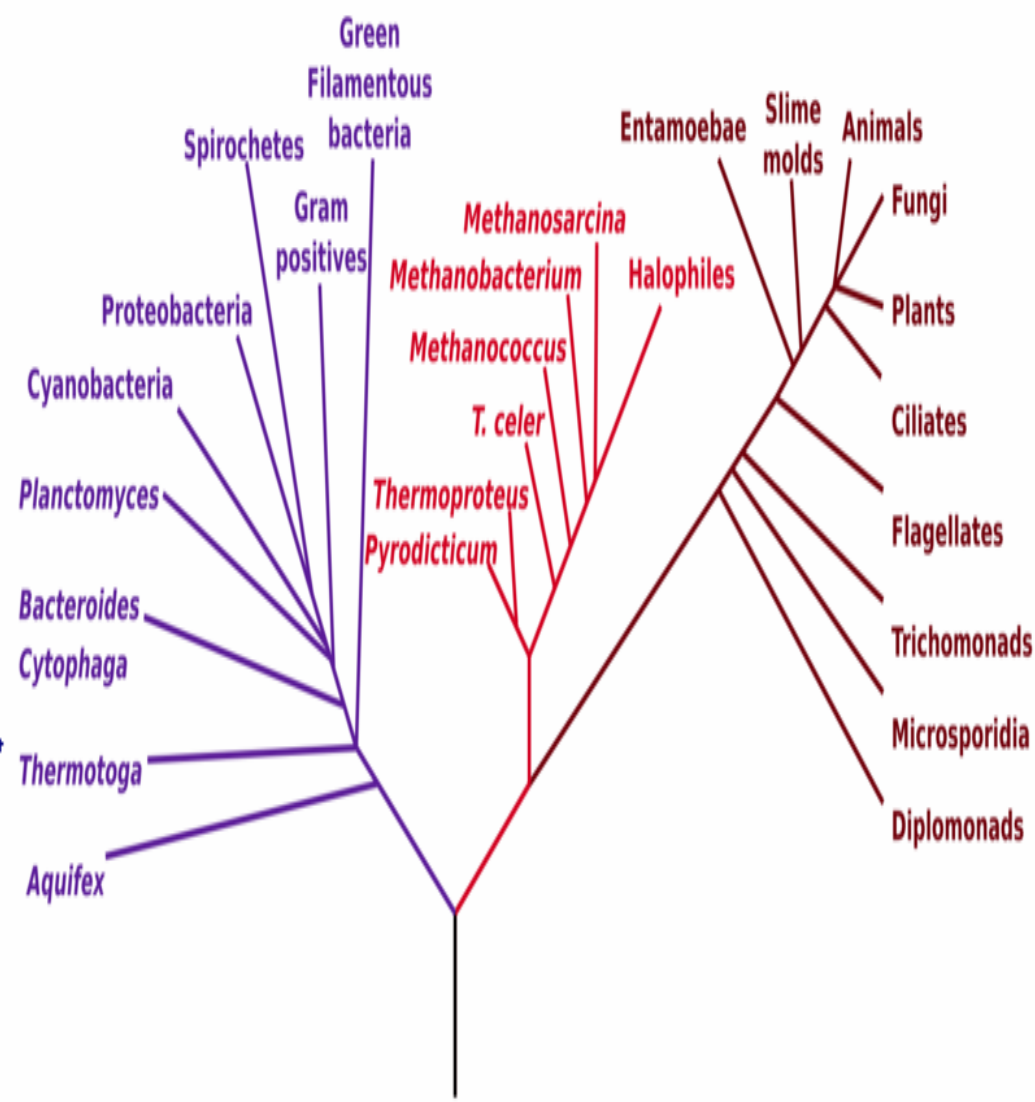 Green
Filamentous
bacteria
Spirochetes
Gram
positives
Proteobacteria
Cyanobacteria
Planctomyces
Bacteroides
Cytophaga
Thermotoga
Aquifex
Methanosarcina
Methanobacterium
Halophiles
Methanococcus
T. celer
Thermoproteus
Pyrodicticum
Entamoebae
Slime
molds
Animals
Fungi
Plants
Ciliates
Flagellates
Trichomonads
Microsporidia
Diplomonads